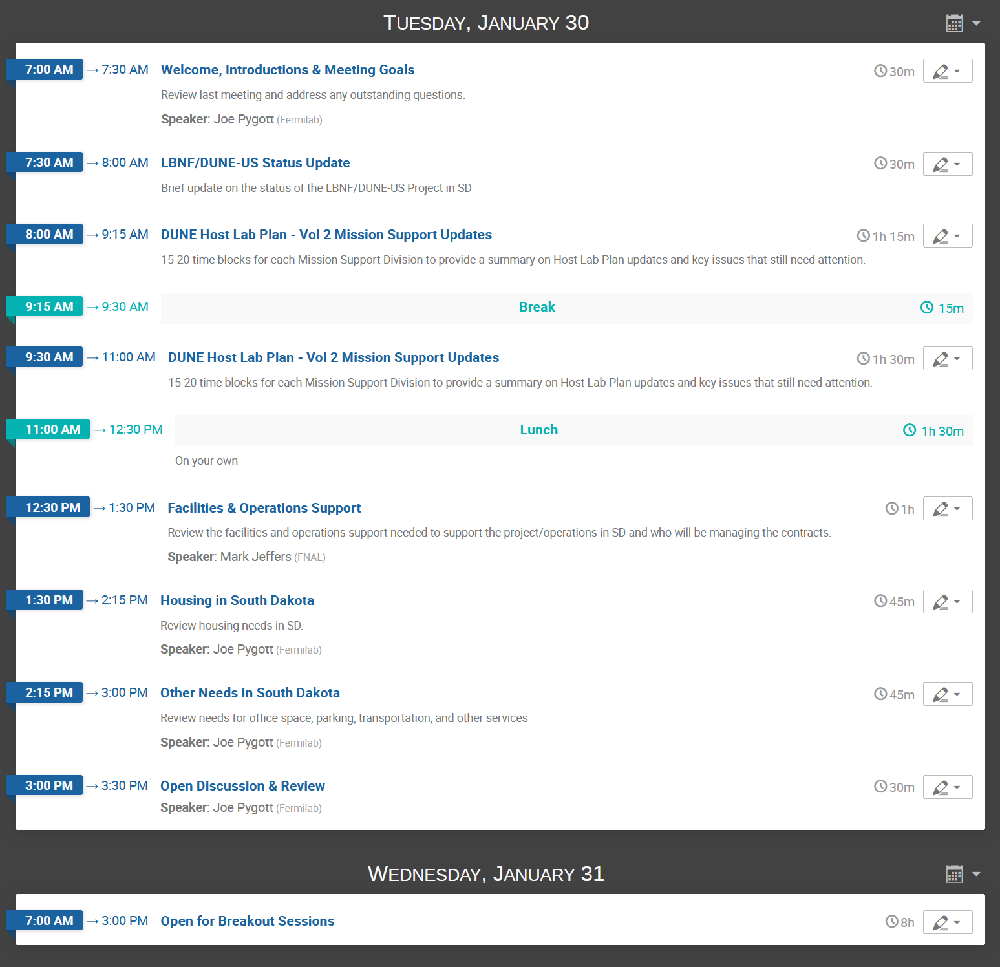 TUESDAY, JANUARY 30
7:00 AM → 7:30 AM Welcome, Introductions & Meeting Goals 30m
Review last meeting and address any outstanding questions.
Speaker: Joe Pygott (Fermilab)
7:30 AM → 8:00 AM LBNF/DUNE-US Status Update 30m
Brief update on the status of the LBNF/DUNE-US Project in SD
8:00 AM → 9:15 AM DUNE Host Lab Plan - Vol 2 Mission Support Updates 1h 15m
15-20 time blocks for each Mission Support Division to provide a summary on Host Lab Plan updates and key issues that still need attention.
9:15 AM → 9:30 AM Break 15m
9:30 AM → 11:00 AM DUNE Host Lab Plan - Vol 2 Mission Support Updates 1h 30m
15-20 time blocks for each Mission Support Division to provide a summary on Host Lab Plan updates and key issues that still need attention.
11:00 AM → 12:30 PM Lunch 1h 30m
On your own
12:30 PM → 1:30 PM Facilities & Operations Support 1h
Review the facilities and operations support needed to support the project/operations in SD and who will be managing the contracts.
Speaker: Mark Jeffers (FNAL)
1:30 PM → 2:15 PM Housing in South Dakota 45m
Review housing needs in SD.
Speaker: Joe Pygott (Fermilab)
2:15 PM → 3:00 PM Other Needs in South Dakota 45m
Review needs for office space, parking, transportation, and other services
Speaker: Joe Pygott (Fermilab)
3:00 PM → 3:30 PM Open Discussion & Review 30m
Speaker: Joe Pygott (Fermilab)
WEDNESDAY, JANUARY 31
7:00 AM → 3:00 PM Open for Breakout Sessions 8h